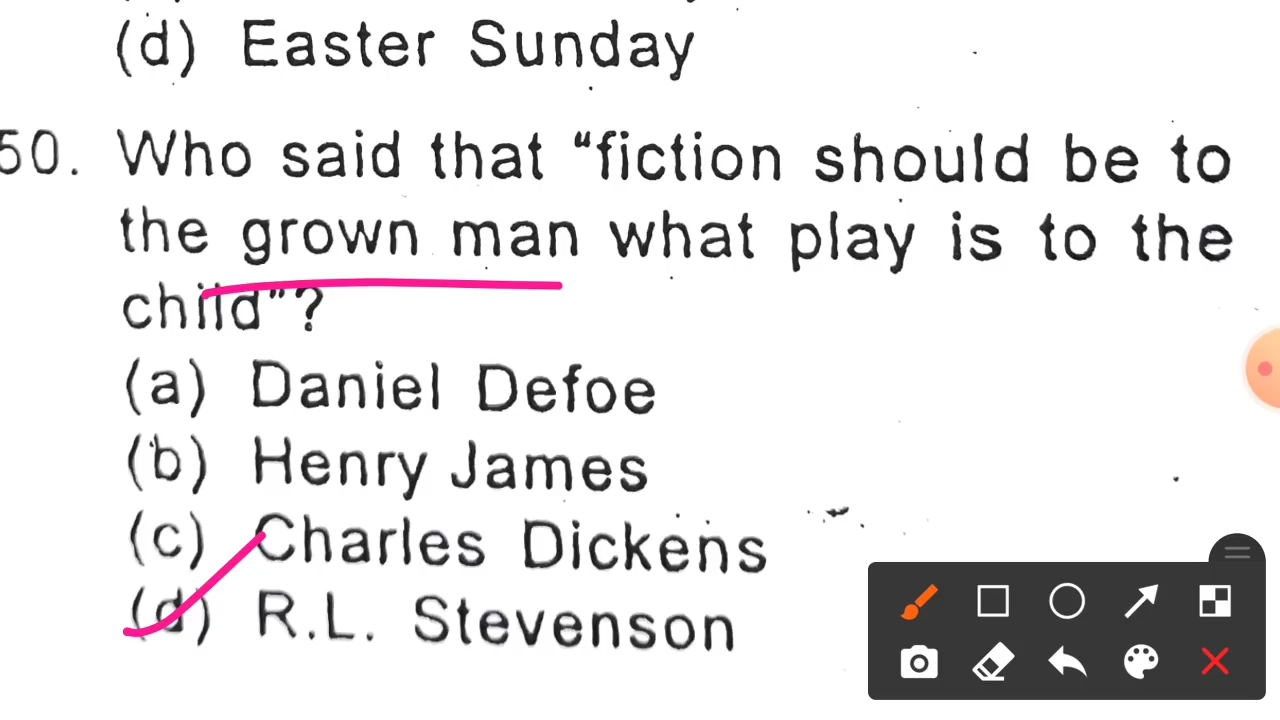 (d) Easter Sunday
50. Who said that “fiction should be to
the grown man what play is to the
child”?
(a) Daniel Defoe
(b) Henry James
(c) Charles Dickens
(d) R.L. Stevenson